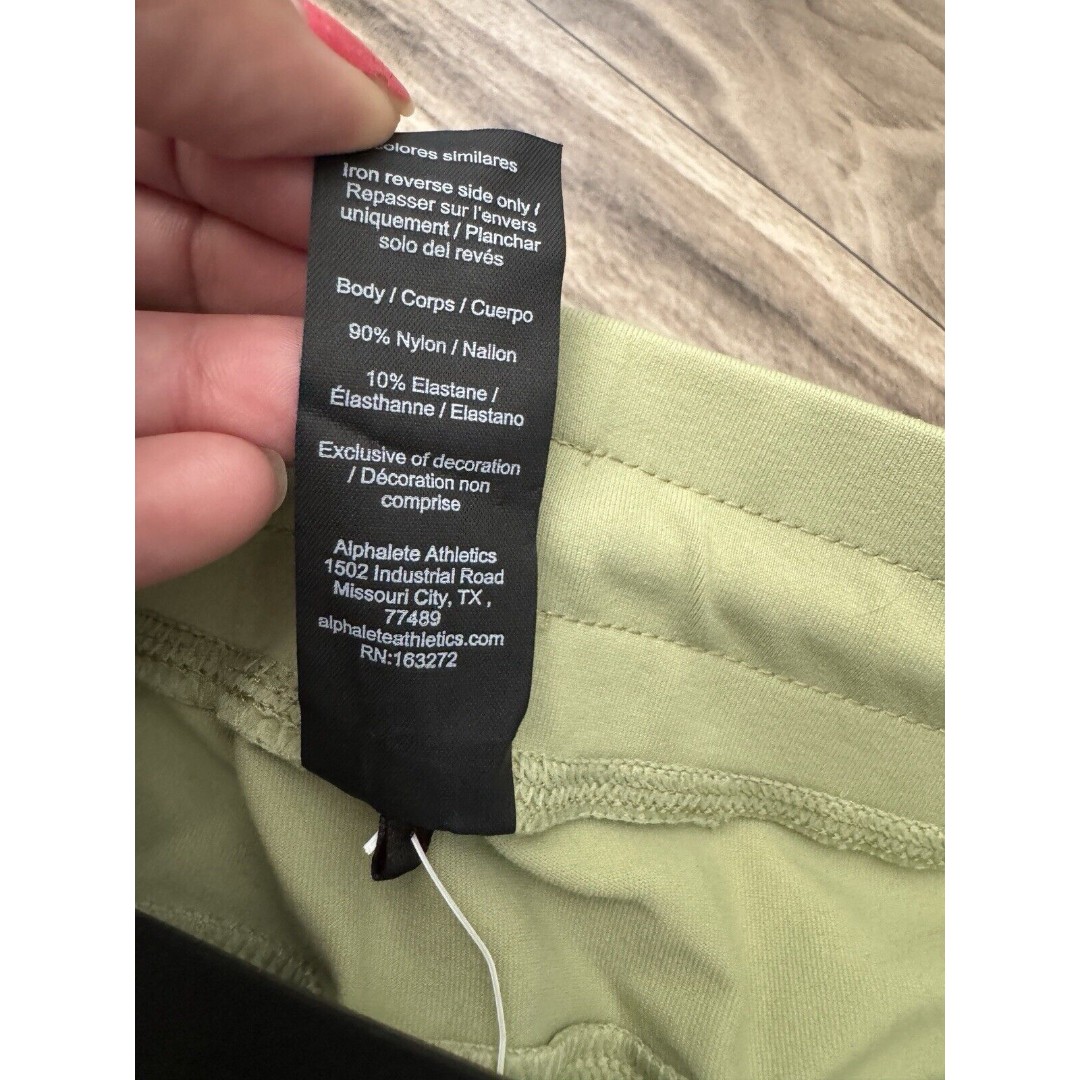 colores similares
Iron reverse side only /
Repasser sur l'envers
uniquement / Planchar
solo del revés
Body / Corps / Cuerpo
90% Nylon / Nailon
10% Elastane /
Élasthanne / Elastano
Exclusive of decoration
/ Décoration non
comprise
Alphalete Athletics
1502 Industrial Road
Missouri City, TX ,
77489
alphaleteathletics.com
RN:163272